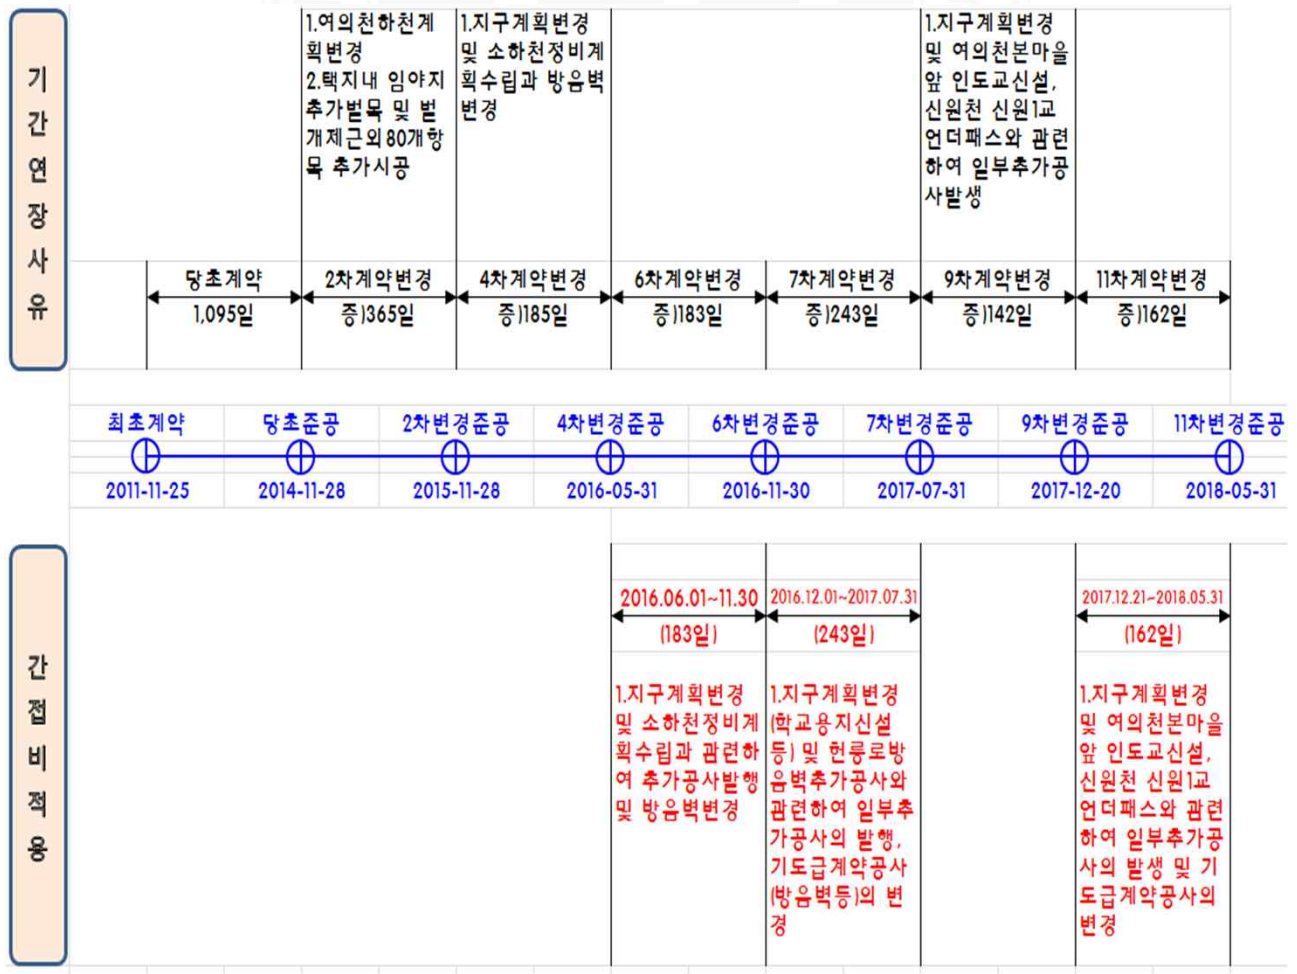 기간연장사유
1.여의천하천계
획변경
2.택지내 임야지
추가벌목 및 벌
개제근외80개항
목 추가시공
1.지구계획변경
및 소하천정비계
획수립과 방음벽
변경
1.지구계획변경
및 여의천본마을
앞 인도교신설,
신원천 신원1교
언더패스와 관련
하여 일부추가공
사발생
당초계약
1,095일
2차계약변경
증)365일
4차계약변경
증)185일
6차계약변경
증)183일
7차계약변경
증)243일
9차계약변경
증)142일
11차계약변경
증)162일
최초계약
2011-11-25
당초준공
2014-11-28
2차변경준공
2015-11-28
4차변경준공
2016-05-31
6차변경준공
2016-11-30
7차변경준공
2017-07-31
9차변경준공
2017-12-20
11차변경준공
2018-05-31
간접비적용
2016.06.01~11.30
(183일)
1.지구계획변경
및 소하천정비계
획수립과 관련하
여 추가공사발행
및 방음벽변경
2016.12.01~2017.07.31
(243일)
1.지구계획변경
(학교용지신설
등) 및 헌릉로방
음벽추가공사와
관련하여 일부추
가공사의 발행,
기도급계약공사
(방음벽등)의 변
경
2017.12.21~2018.05.31
(162일)
1.지구계획변경
및 여의천본마을
앞 인도교신설,
신원천 신원1교
언더패스와 관련
하여 일부추가공
사의 발생 및 기
도급계약공사의
변경